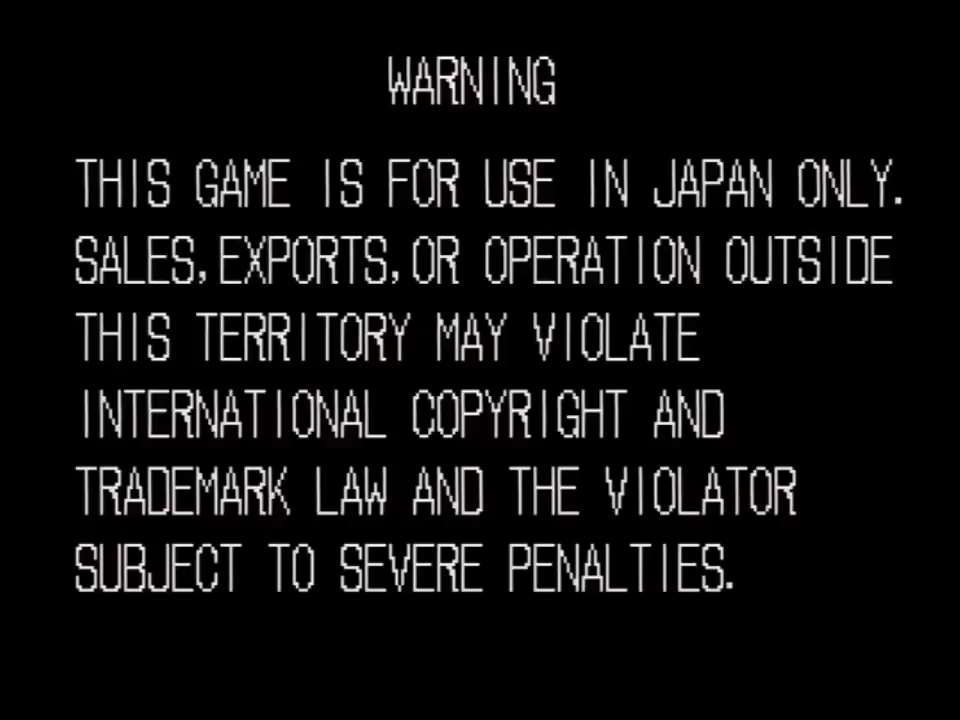 WARNING
THIS GAME IS FOR USE IN JAPAN ONLY.
SALES,EXPORTS,OR OPERATION OUTSIDE
THIS TERRITORY MAY VIOLATE
INTERNATIONAL COPYRIGHT AND
TRADEMARK LAW AND THE VIOLATOR
SUBJECT TO SEVERE PENALTIES.